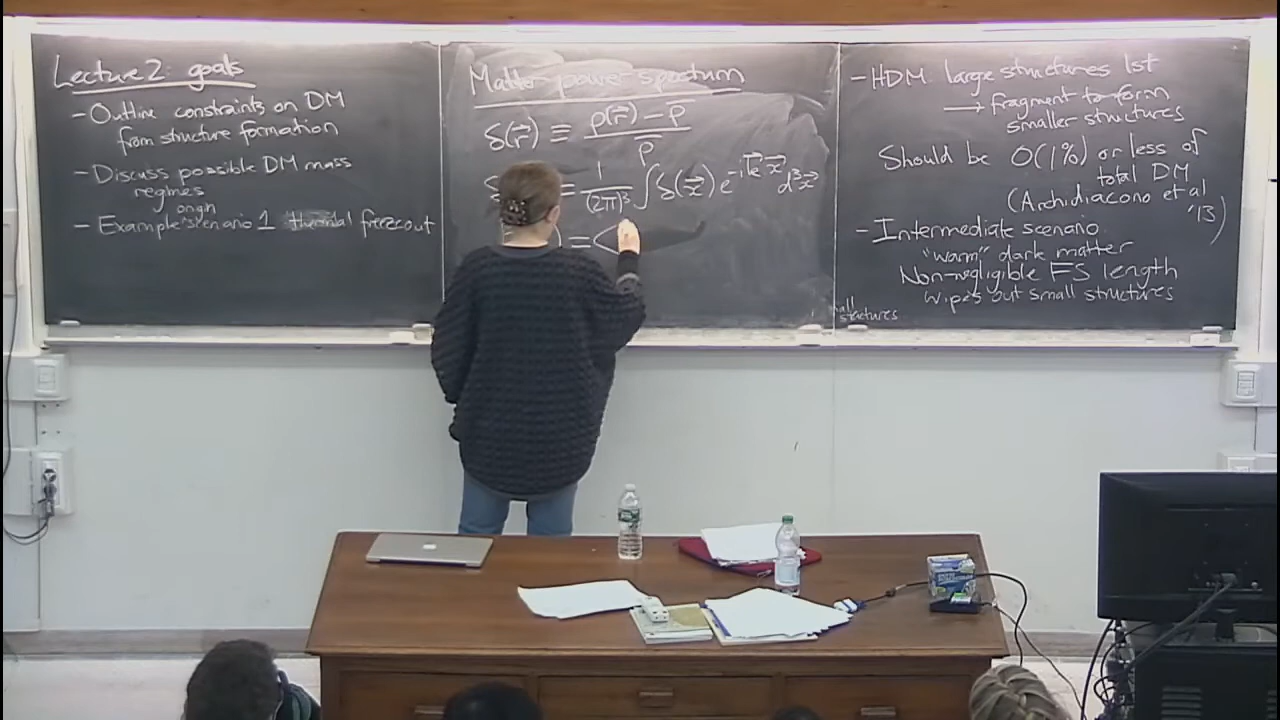 Lecture 2: goals
- Outline constraints on DM
from structure formation
- Discuss possible DM mass
regimes
origin
- Example scenario 1 thermal freezeout
Matter power spectrum
δ(r⃗) ≡ ρ(r⃗) - ρ̄ / ρ̄
= 1/(2π)³ ∫ δ(x⃗) e^{-ik⃗·x⃗} d³x⃗
) = <
- HDM: large structures 1st
→ fragment to form
smaller structures
Should be O(1%) or less of
total DM
(Archidiacono et al
'13)
- Intermediate scenario
"warm" dark matter
Non-negligible FS length
wipes out small structures
small
structures